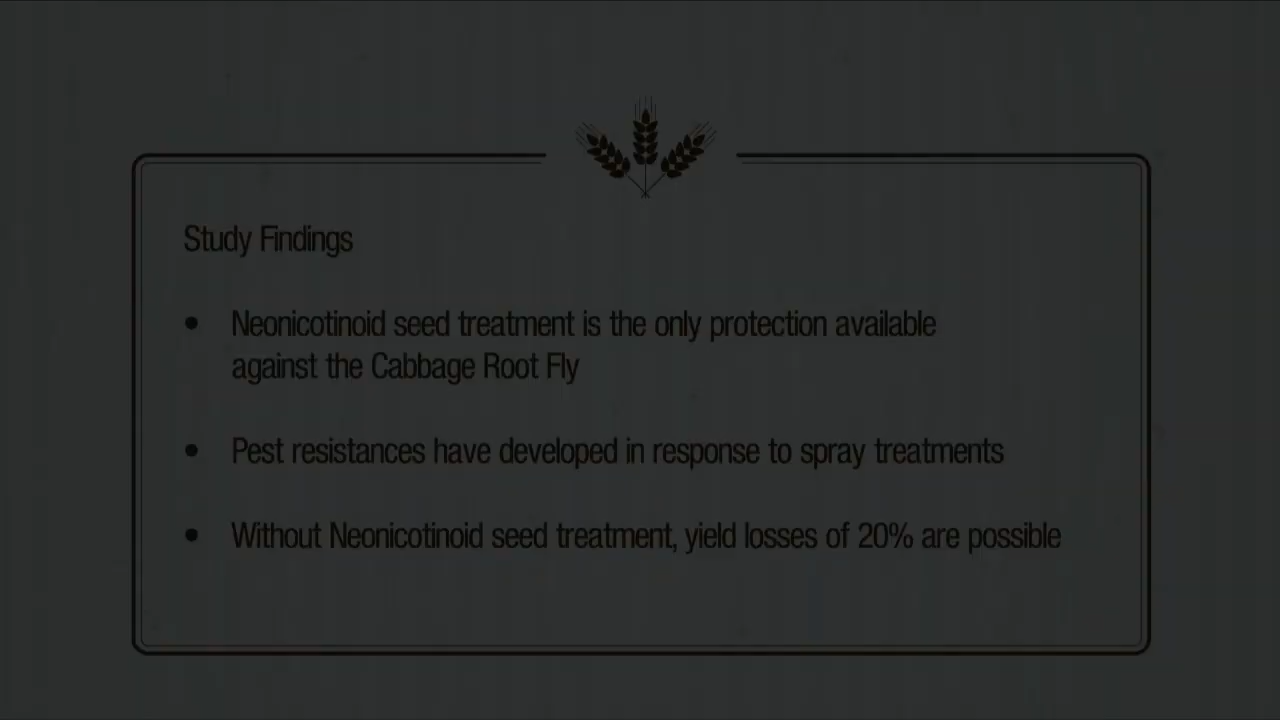 Study Findings
• Neonicotinoid seed treatment is the only protection available
against the Cabbage Root Fly
• Pest resistances have developed in response to spray treatments
• Without Neonicotinoid seed treatment, yield losses of 20% are possible